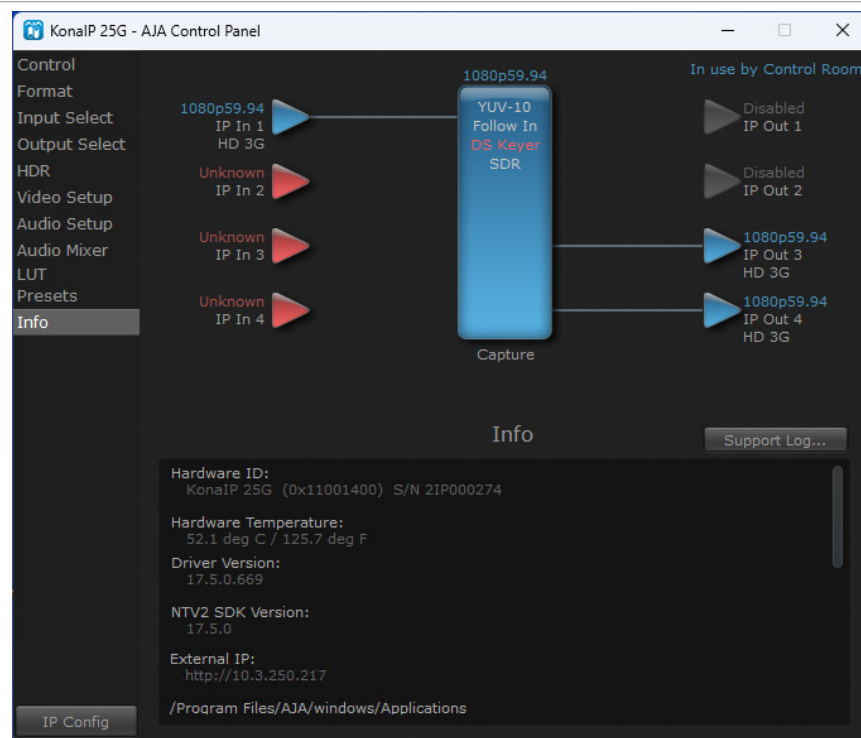 KonaIP 25G - AJA Control Panel
Control
Format
Input Select
Output Select
HDR
Video Setup
Audio Setup
Audio Mixer
LUT
Presets
Info
IP Config
1080p59.94
IP In 1
HD 3G
Unknown
IP In 2
Unknown
IP In 3
Unknown
IP In 4
1080p59.94
YUV-10
Follow In
DS Keyer
SDR
Capture
In use by Control Room
Disabled
IP Out 1
Disabled
IP Out 2
1080p59.94
IP Out 3
HD 3G
1080p59.94
IP Out 4
HD 3G
Info
Support Log...
Hardware ID:
KonaIP 25G (0x11001400) S/N 2IP000274
Hardware Temperature:
52.1 deg C / 125.7 deg F
Driver Version:
17.5.0.669
NTV2 SDK Version:
17.5.0
External IP:
http://10.3.250.217
/Program Files/AJA/windows/Applications